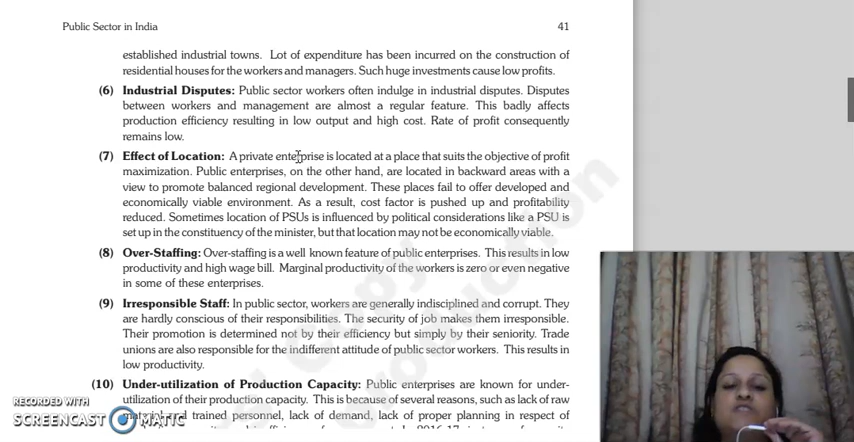 Public Sector in India 41
established industrial towns. Lot of expenditure has been incurred on the construction of
residential houses for the workers and managers. Such huge investments cause low profits.
(6) Industrial Disputes: Public sector workers often indulge in industrial disputes. Disputes
between workers and management are almost a regular feature. This badly affects
production efficiency resulting in low output and high cost. Rate of profit consequently
remains low.
(7) Effect of Location: A private enterprise is located at a place that suits the objective of profit
maximization. Public enterprises, on the other hand, are located in backward areas with a
view to promote balanced regional development. These places fail to offer developed and
economically viable environment. As a result, cost factor is pushed up and profitability
reduced. Sometimes location of PSUs is influenced by political considerations like a PSU is
set up in the constituency of the minister, but that location may not be economically viable.
(8) Over-Staffing: Over-staffing is a well known feature of public enterprises. This results in low
productivity and high wage bill. Marginal productivity of the workers is zero or even negative
in some of these enterprises.
(9) Irresponsible Staff: In public sector, workers are generally indisciplined and corrupt. They
are hardly conscious of their responsibilities. The security of job makes them irresponsible.
Their promotion is determined not by their efficiency but simply by their seniority. Trade
unions are also responsible for the indifferent attitude of public sector workers. This results in
low productivity.
(10) Under-utilization of Production Capacity: Public enterprises are known for under-
utilization of their production capacity. This is because of several reasons, such as lack of raw
material and trained personnel, lack of demand, lack of proper planning in respect of
RECORDED WITH
SCREENCAST MATIC